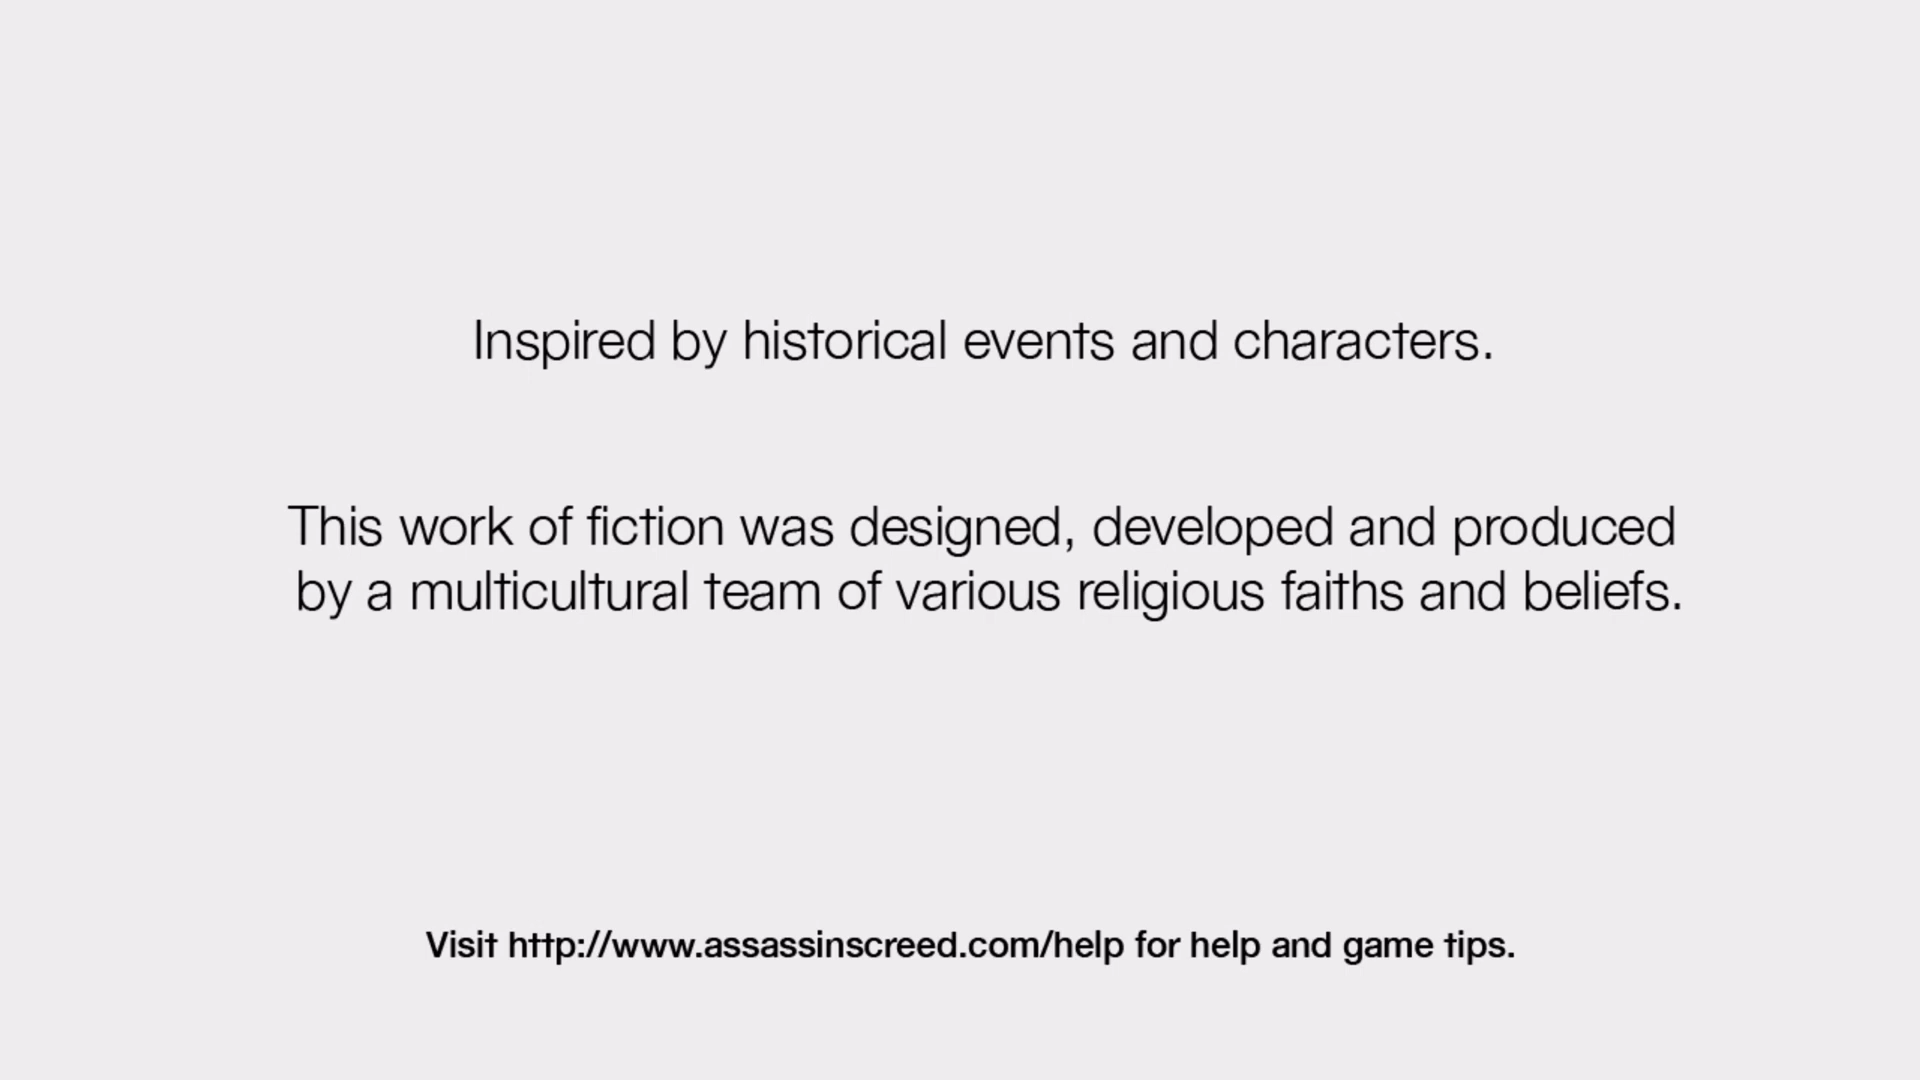 Inspired by historical events and characters.
This work of fiction was designed, developed and produced
by a multicultural team of various religious faiths and beliefs.
Visit http://www.assassinscreed.com/help for help and game tips.